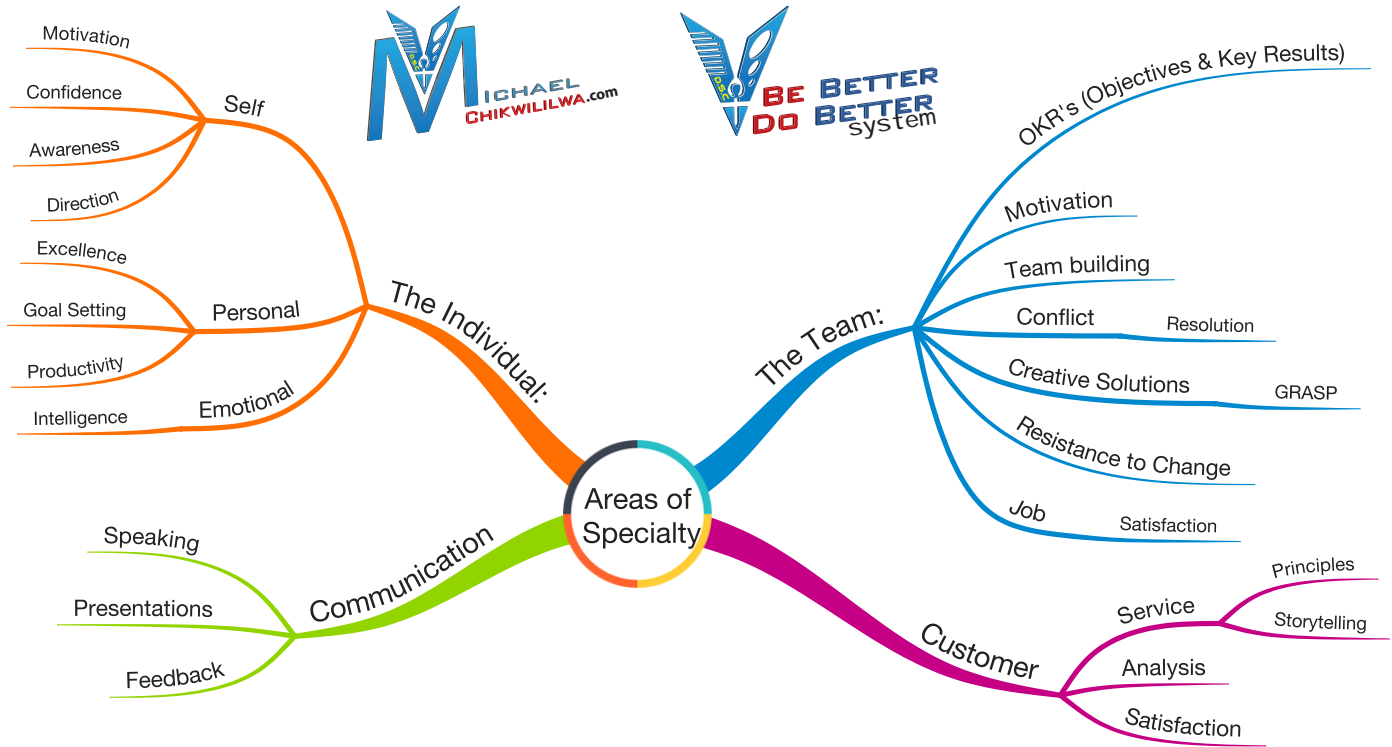 MICHAEL
CHIKWILILWA.com
DSC
BE BETTER
DO BETTER
system
DSC
Areas of
Specialty
The Individual:
Self
Motivation
Confidence
Awareness
Direction
Personal
Excellence
Goal Setting
Productivity
Emotional
Intelligence
Communication
Speaking
Presentations
Feedback
The Team:
OKR's (Objectives & Key Results)
Motivation
Team building
Conflict
Resolution
Creative Solutions
GRASP
Resistance to Change
Job
Satisfaction
Customer
Service
Principles
Storytelling
Analysis
Satisfaction